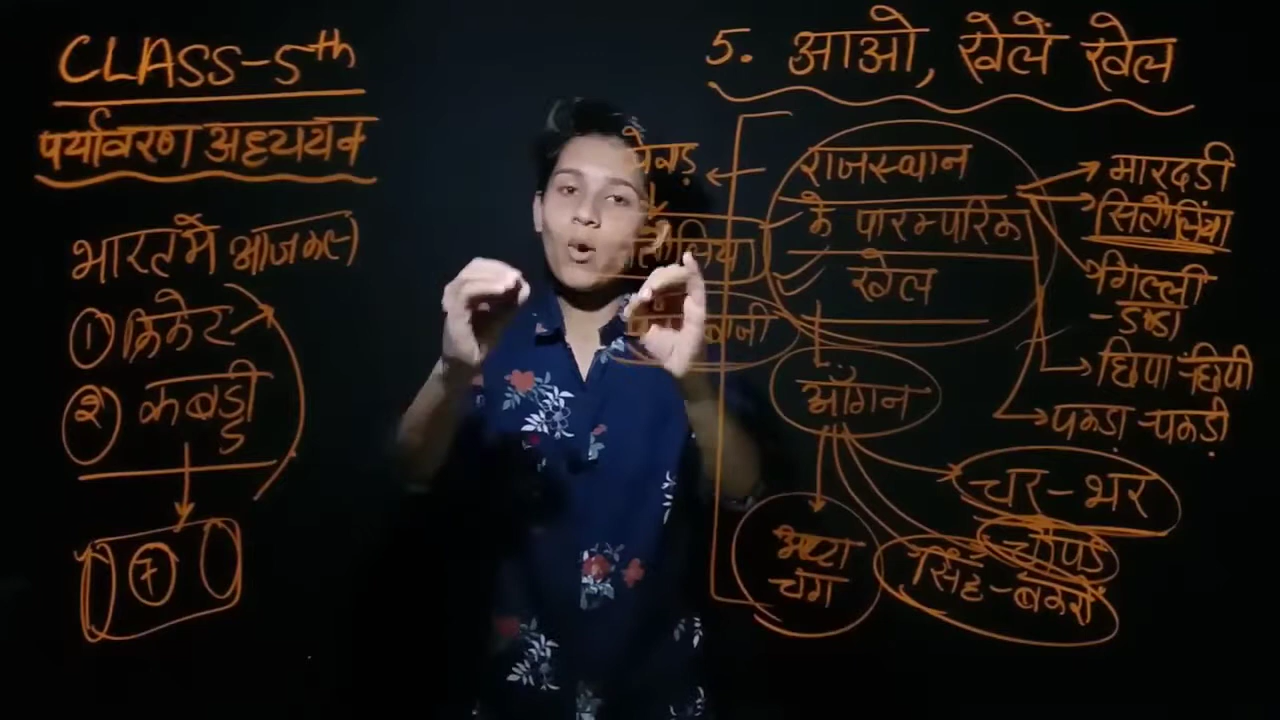 CLASS-5th
पर्यावरण अध्ययन
भारत में आजकल
① क्रिकेट
② कबड्डी
7
5. आओ, खेलें खेल
राजस्थान
के पारम्परिक
खेल
मारदडी
सितोलिया
गिल्ली
-डंडा
छिपा-छिपी
पकड़ा-पकड़ी
आँगन
चर-भर
चौपड़
सिंह-बकरी
अष्टा
चंग